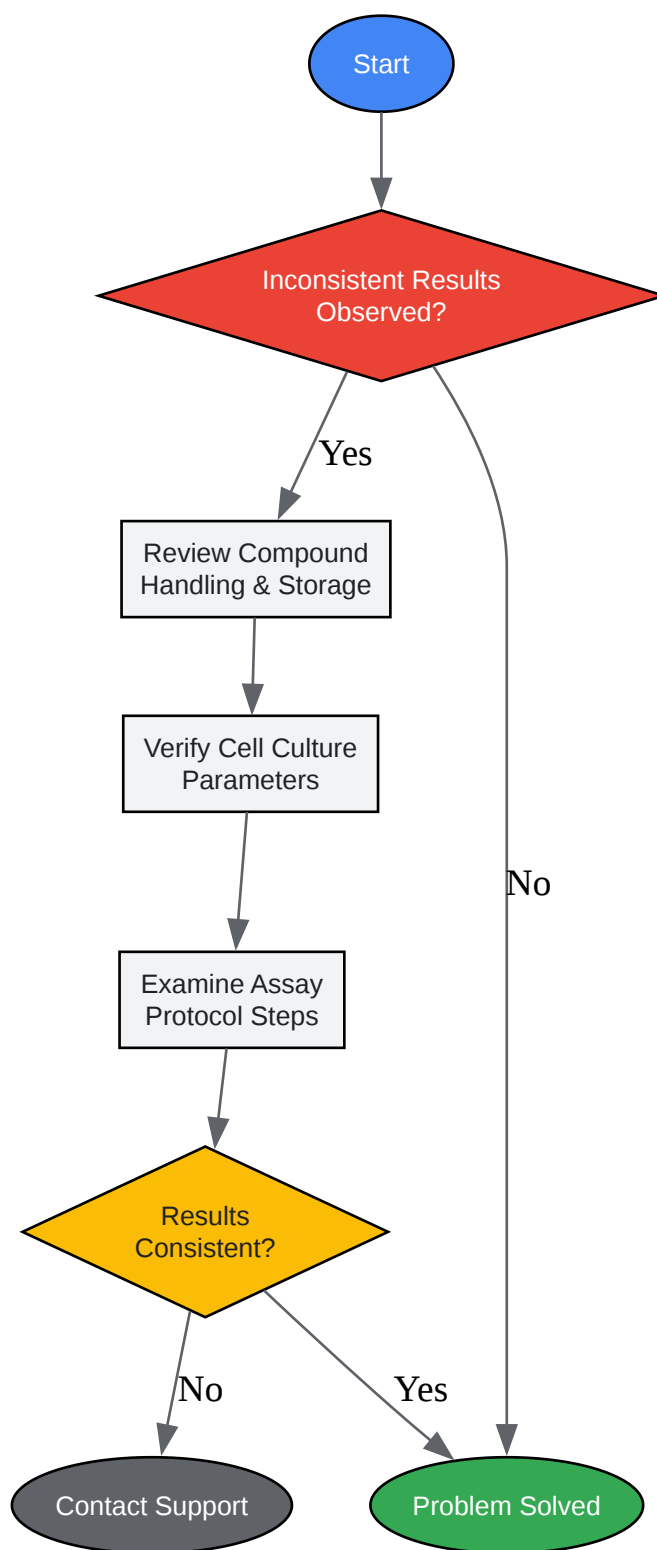 Start
Inconsistent Results
Observed?
Yes
Review Compound
Handling & Storage
Verify Cell Culture
Parameters
No
Examine Assay
Protocol Steps
Results
Consistent?
No
Yes
Contact Support
Problem Solved